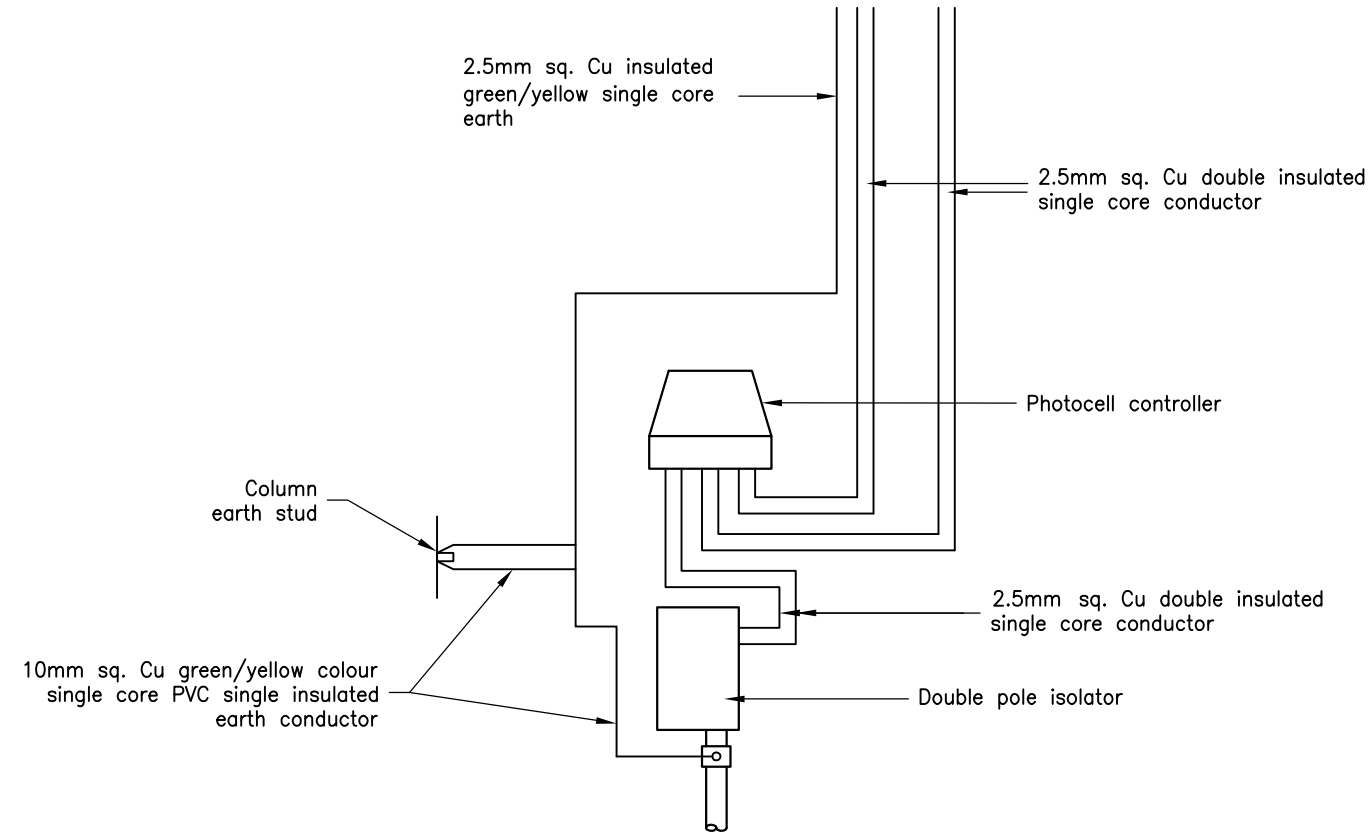 2.5mm sq. Cu insulated
green/yellow single core
earth
2.5mm sq. Cu double insulated
single core conductor
Photocell controller
Column
earth stud
2.5mm sq. Cu double insulated
single core conductor
10mm sq. Cu green/yellow colour
single core PVC single insulated
earth conductor
Double pole isolator